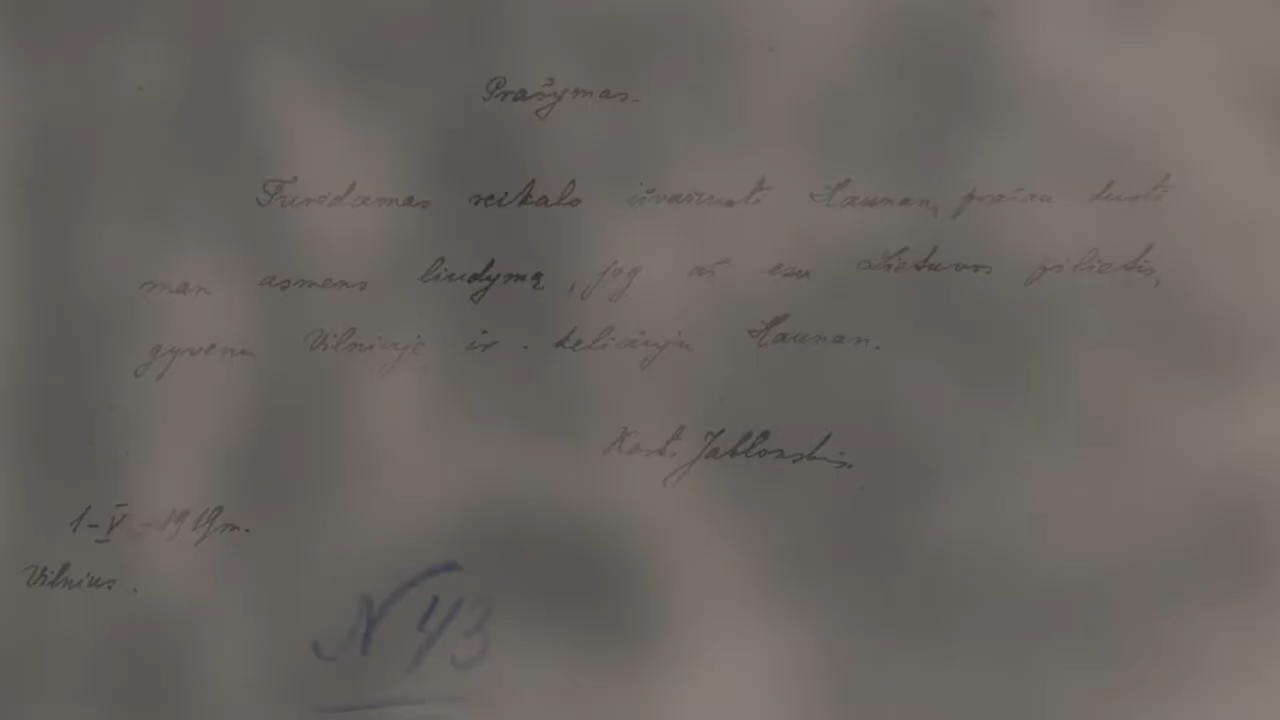 Prašymas.
Turėdamas reikalo išvažiuoti Kaunan, prašau duoti
man asmens liudymą, jog aš esu Lietuvos pilietis,
gyvenu Vilniuje ir keliauju Kaunan.
Kost. Jablonskis.
1-V-1919 m.
Vilnius.
N 43